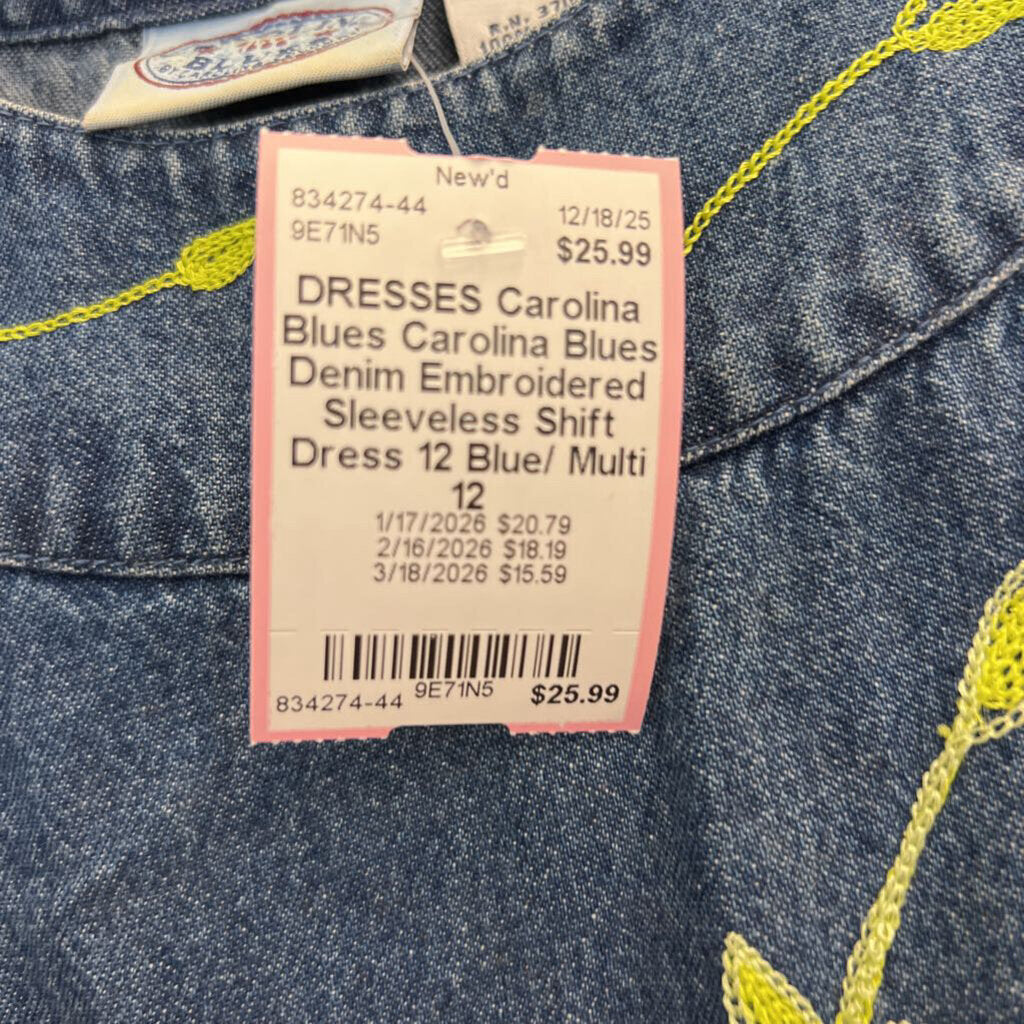 New'd
834274-44
12/18/25
9E71N5
$25.99
DRESSES Carolina
Blues Carolina Blues
Denim Embroidered
Sleeveless Shift
Dress 12 Blue/ Multi
12
1/17/2026 $20.79
2/16/2026 $18.19
3/18/2026 $15.59
834274-44 9E71N5 $25.99